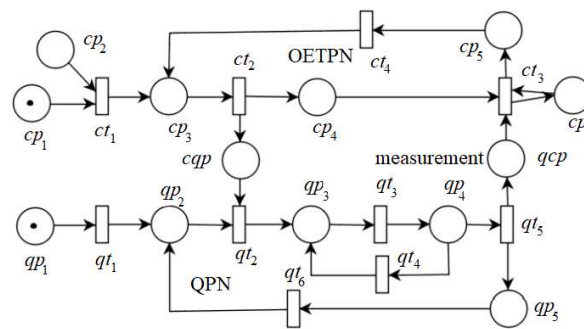 cp2
ct2
OETPN
ct4
cp5
ct3
cp1
ct1
cp3
cp4
cp
cqp
measurement
qcp
qp2
qt3
qp4
qp3
qp1
qt1
qt2
qt4
qt5
QPN
qt6
qp5